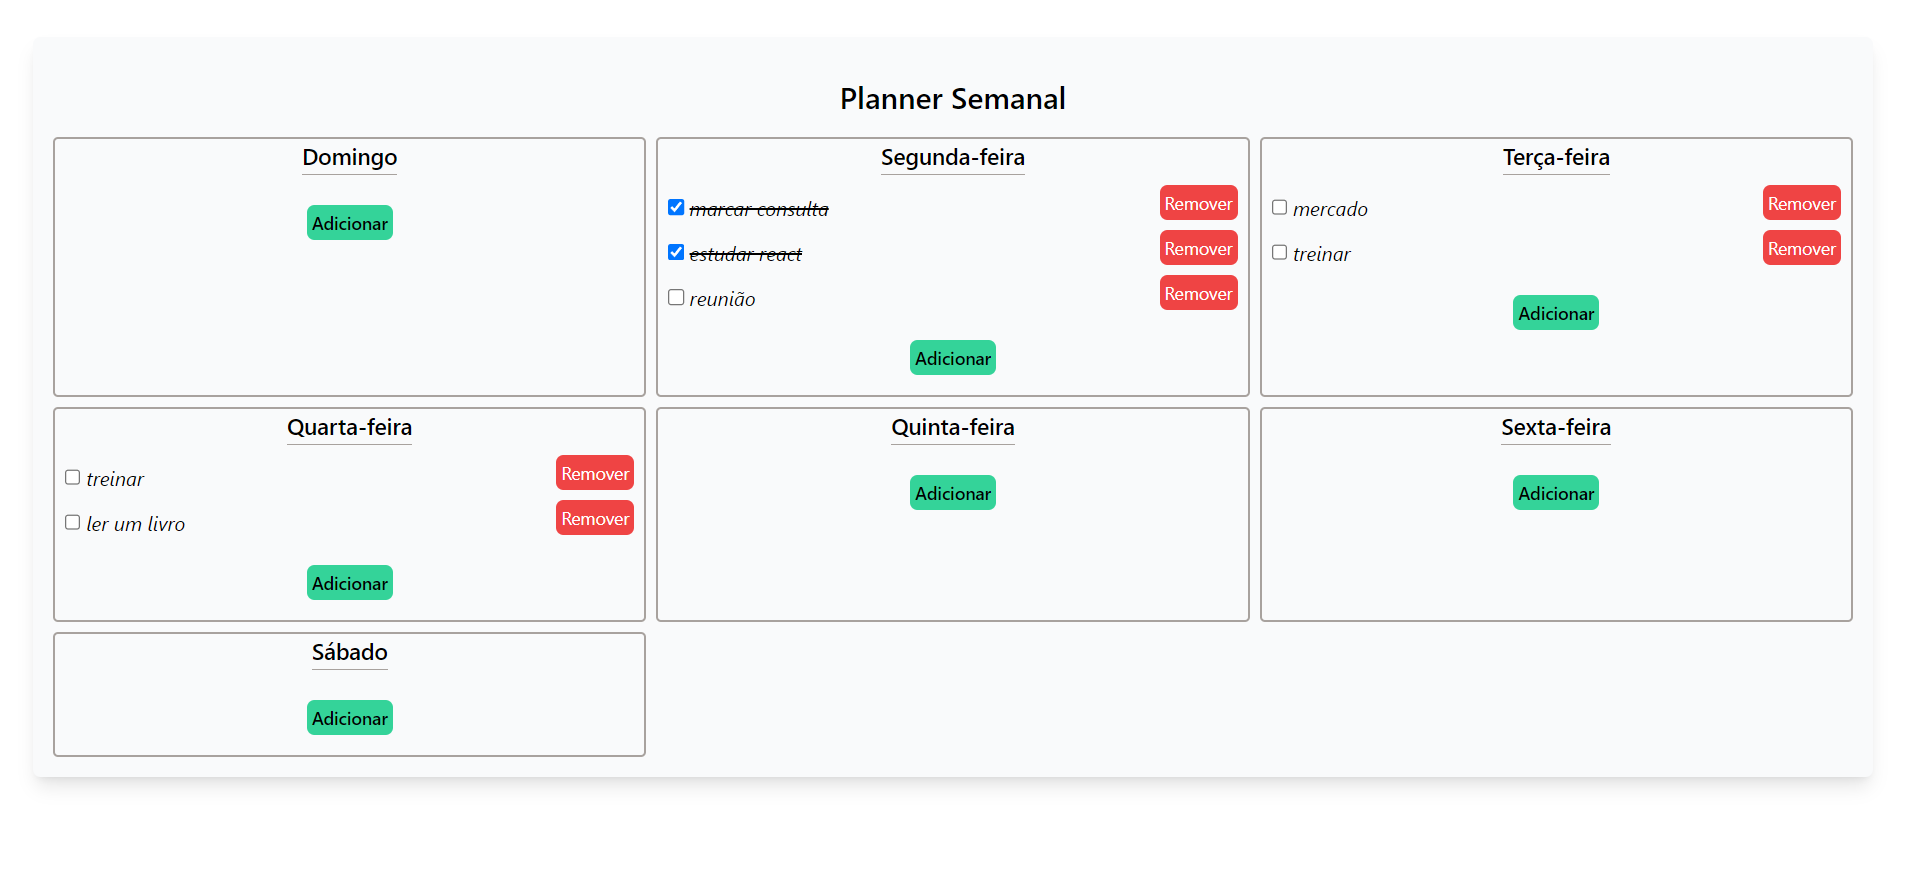 Planner Semanal
Domingo
Adicionar
Segunda-feira
marcar consulta Remover
estudar react Remover
reunião Remover
Adicionar
Terça-feira
mercado Remover
treinar Remover
Adicionar
Quarta-feira
treinar Remover
ler um livro Remover
Adicionar
Quinta-feira
Adicionar
Sexta-feira
Adicionar
Sábado
Adicionar